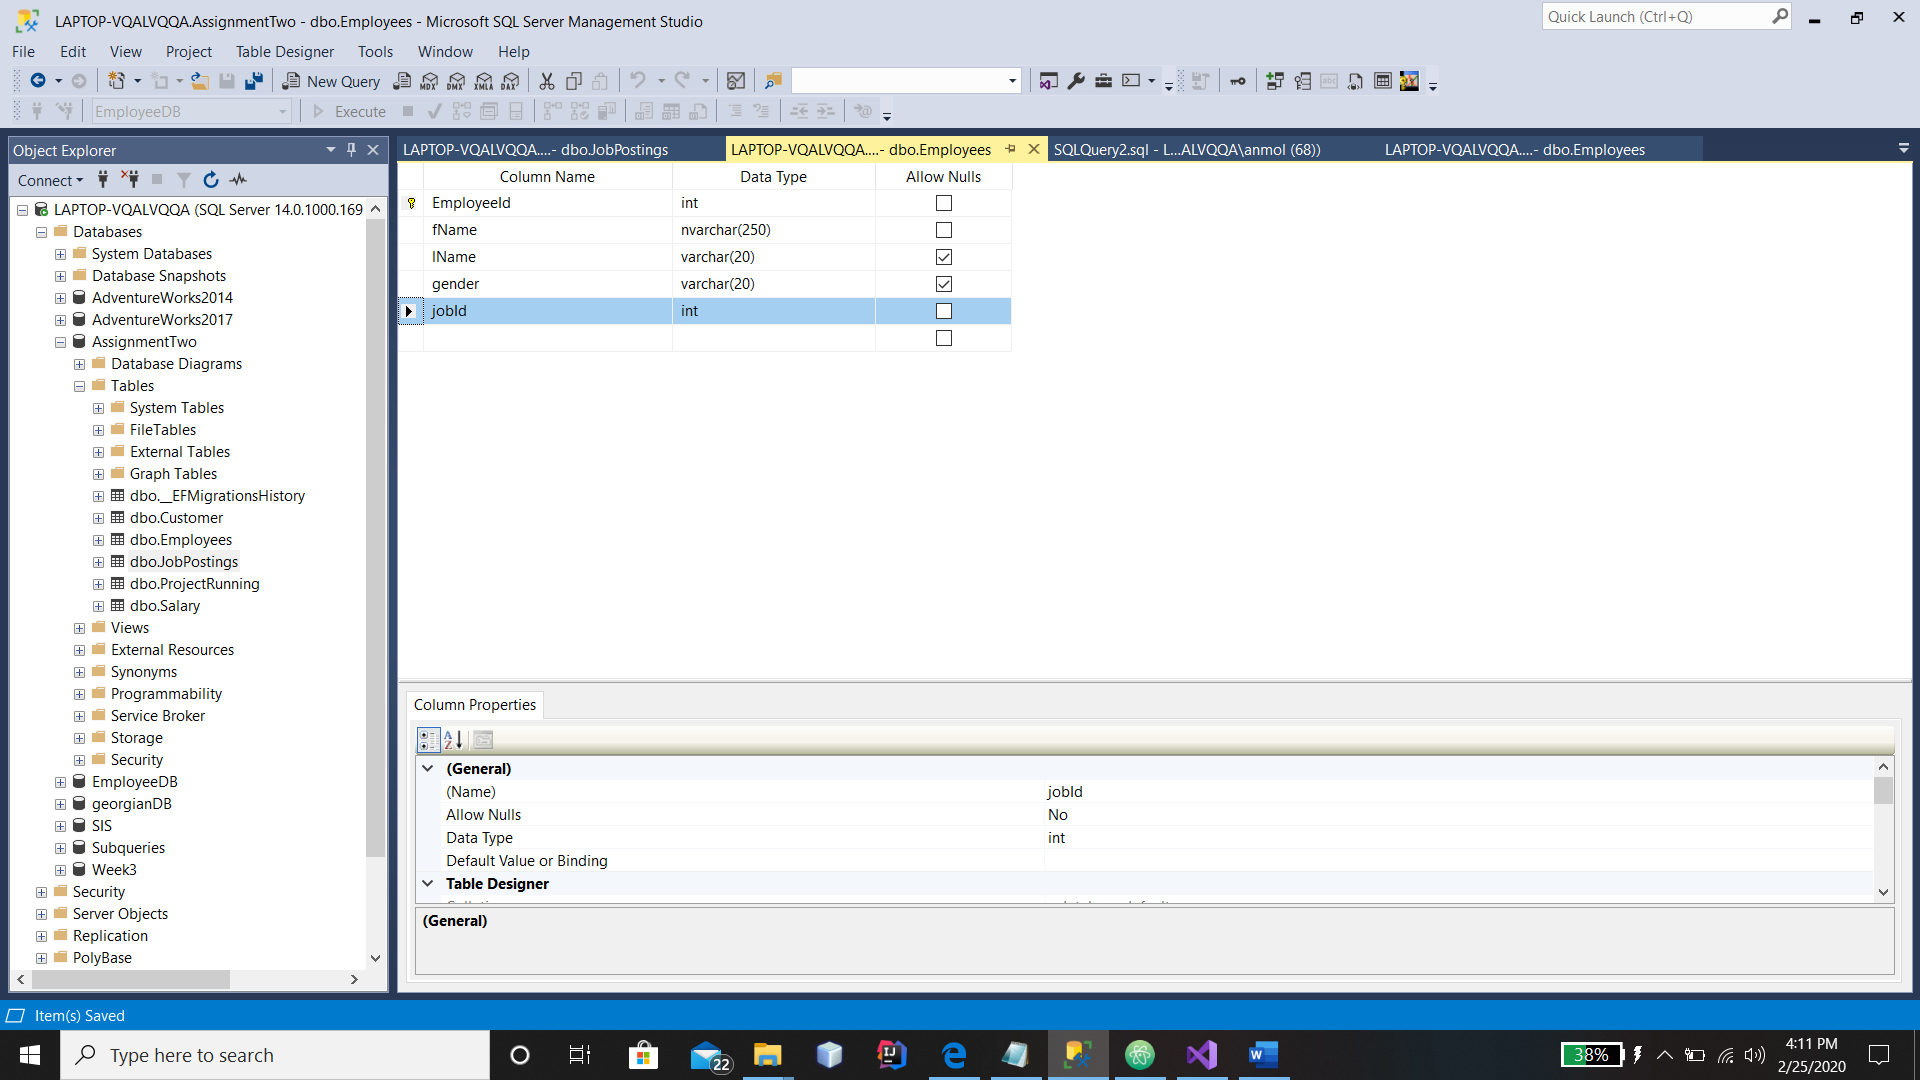 LAPTOP-VQALVQQA.AssignmentTwo - dbo.Employees - Microsoft SQL Server Management Studio
Quick Launch (Ctrl+Q)
File Edit View Project Table Designer Tools Window Help
New Query MDX DMX XMLA DAX
EmployeeDB Execute
Object Explorer
Connect
LAPTOP-VQALVQQA (SQL Server 14.0.1000.169
Databases
System Databases
Database Snapshots
AdventureWorks2014
AdventureWorks2017
AssignmentTwo
Database Diagrams
Tables
System Tables
FileTables
External Tables
Graph Tables
dbo.__EFMigrationsHistory
dbo.Customer
dbo.Employees
dbo.JobPostings
dbo.ProjectRunning
dbo.Salary
Views
External Resources
Synonyms
Programmability
Service Broker
Storage
Security
EmployeeDB
georgianDB
SIS
Subqueries
Week3
Security
Server Objects
Replication
PolyBase
LAPTOP-VQALVQQA....- dbo.JobPostings LAPTOP-VQALVQQA....- dbo.Employees SQLQuery2.sql - L...ALVQQA\anmol (68)) LAPTOP-VQALVQQA....- dbo.Employees
Column Name Data Type Allow Nulls
EmployeeId int
fName nvarchar(250)
lName varchar(20)
gender varchar(20)
jobId int
Column Properties
(General)
(Name) jobId
Allow Nulls No
Data Type int
Default Value or Binding
Table Designer
(General)
Item(s) Saved
Type here to search
22
38%
4:11 PM
2/25/2020